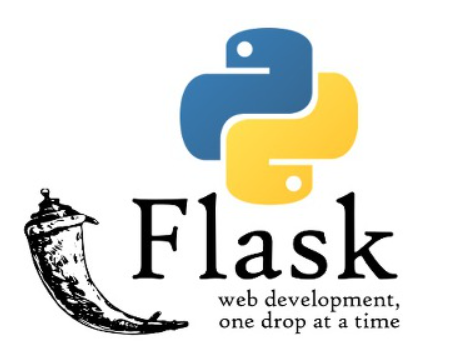 Flask
web development,
one drop at a time